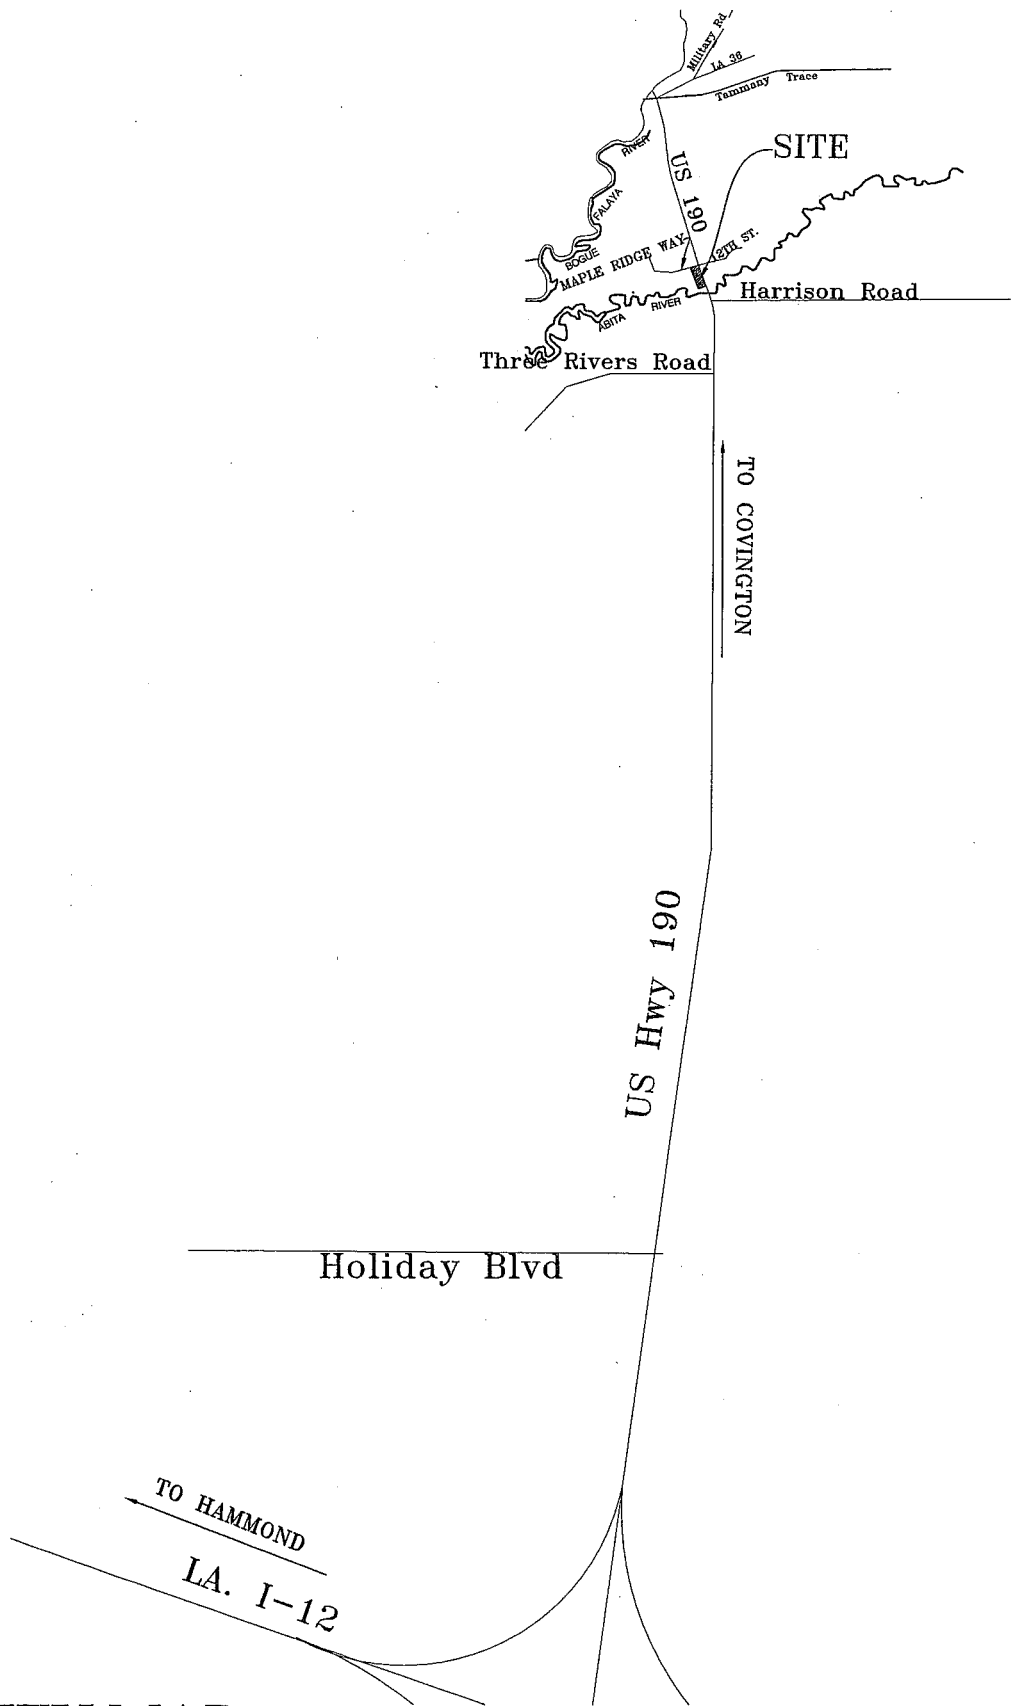 Military Rd
LA 36
Tammany Trace
RIVER
SITE
US 190
FALAYA
BOGUE
MAPLE RIDGE WAY
12TH ST.
Harrison Road
RIVER
ABITA
Three Rivers Road
TO COVINGTON
US Hwy 190
Holiday Blvd
TO HAMMOND
LA. I-12